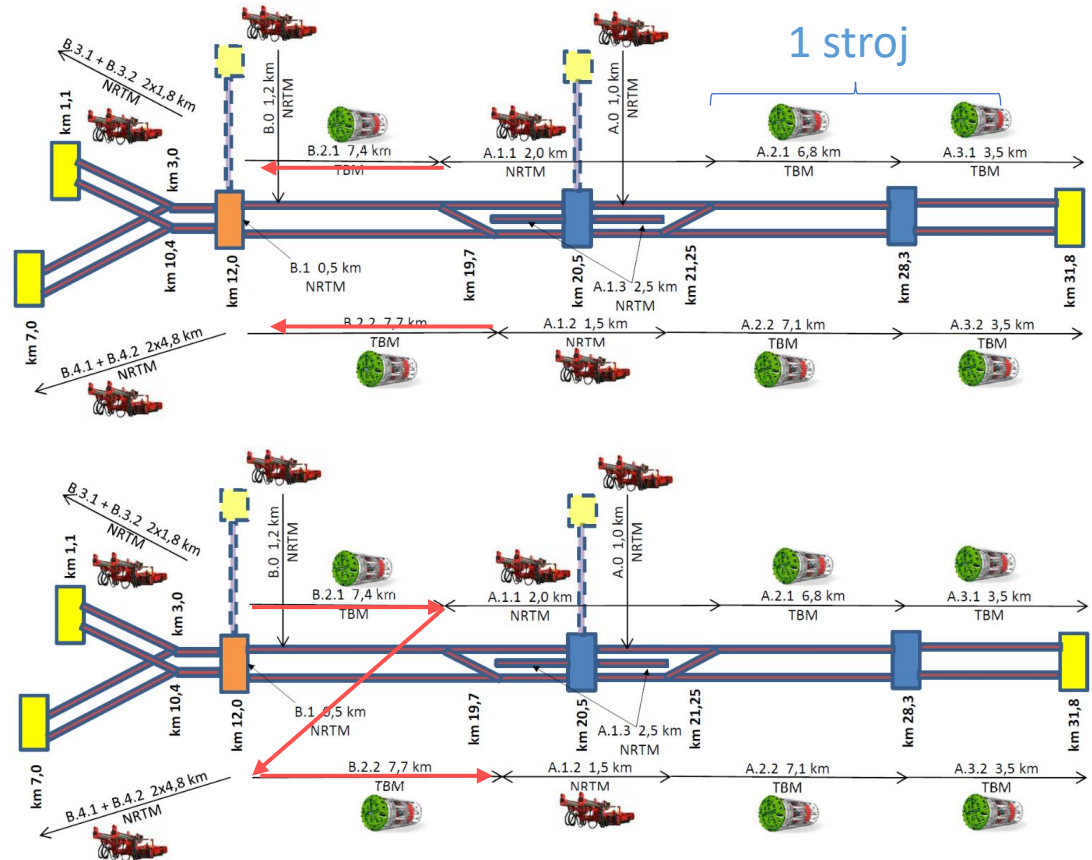 1 stroj
B.3.1 + B.3.2 2x1,8 km
NRTM
B.0 1,2 km
NRTM
A.0 1,0 km
NRTM
km 1,1
km 3,0
B.2.1 7,4 km
TBM
A.1.1 2,0 km
NRTM
A.2.1 6,8 km
TBM
A.3.1 3,5 km
TBM
km 7,0
km 10,4
km 12,0
B.1 0,5 km
NRTM
km 19,7
km 20,5
A.1.3 2,5 km
NRTM
km 21,25
km 28,3
km 31,8
B.4.1 + B.4.2 2x4,8 km
NRTM
B.2.2 7,7 km
TBM
A.1.2 1,5 km
NRTM
A.2.2 7,1 km
TBM
A.3.2 3,5 km
TBM
B.3.1 + B.3.2 2x1,8 km
NRTM
B.0 1,2 km
NRTM
A.0 1,0 km
NRTM
km 1,1
km 3,0
B.2.1 7,4 km
TBM
A.1.1 2,0 km
NRTM
A.2.1 6,8 km
TBM
A.3.1 3,5 km
TBM
km 7,0
km 10,4
km 12,0
B.1 0,5 km
NRTM
km 19,7
km 20,5
A.1.3 2,5 km
NRTM
km 21,25
km 28,3
km 31,8
B.4.1 + B.4.2 2x4,8 km
NRTM
B.2.2 7,7 km
TBM
A.1.2 1,5 km
NRTM
A.2.2 7,1 km
TBM
A.3.2 3,5 km
TBM